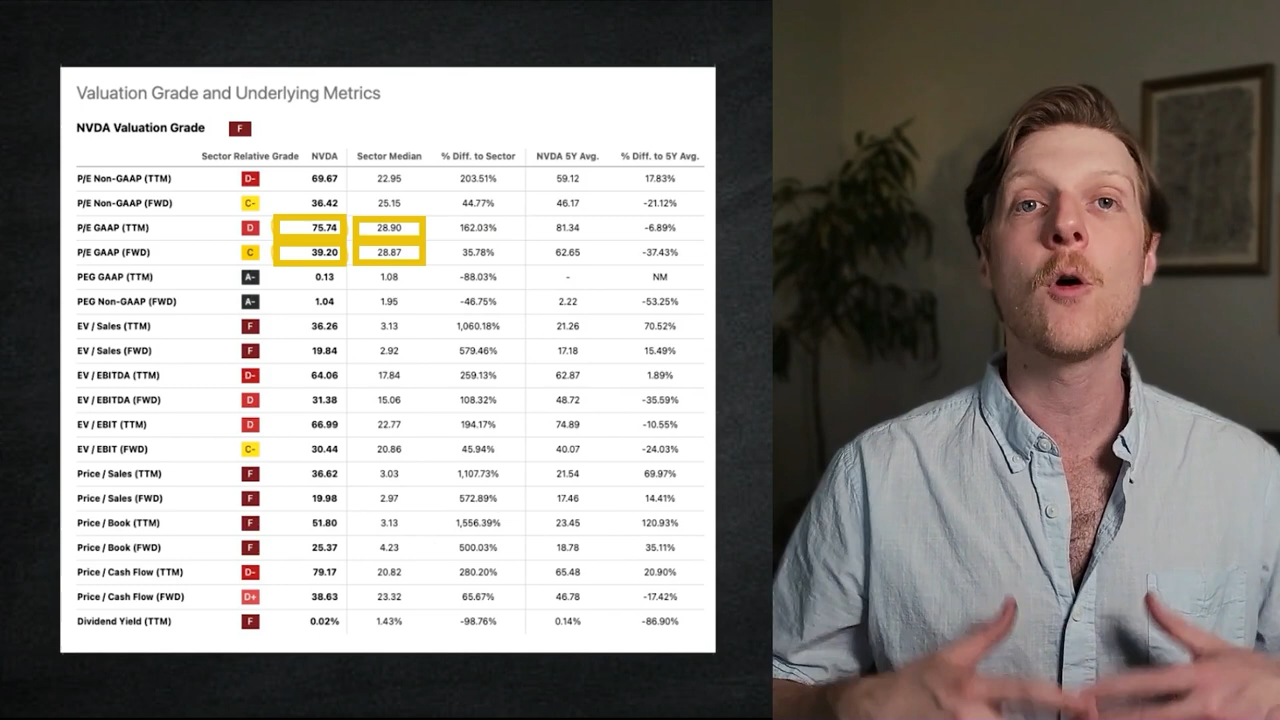 Valuation Grade and Underlying Metrics
NVDA Valuation Grade F
Sector Relative Grade NVDA Sector Median % Diff. to Sector NVDA 5Y Avg. % Diff. to 5Y Avg.
P/E Non-GAAP (TTM) D- 69.67 22.95 203.51% 59.12 17.83%
P/E Non-GAAP (FWD) C- 36.42 25.15 44.77% 46.17 -21.12%
P/E GAAP (TTM) D 75.74 28.90 162.03% 81.34 -6.89%
P/E GAAP (FWD) C 39.20 28.87 35.78% 62.65 -37.43%
PEG GAAP (TTM) A- 0.13 1.08 -88.03% - NM
PEG Non-GAAP (FWD) A- 1.04 1.95 -46.75% 2.22 -53.25%
EV / Sales (TTM) F 36.26 3.13 1,060.18% 21.26 70.52%
EV / Sales (FWD) F 19.84 2.92 579.46% 17.18 15.49%
EV / EBITDA (TTM) D- 64.06 17.84 259.13% 62.87 1.89%
EV / EBITDA (FWD) D 31.38 15.06 108.32% 48.72 -35.59%
EV / EBIT (TTM) D 66.99 22.77 194.17% 74.89 -10.55%
EV / EBIT (FWD) C- 30.44 20.86 45.94% 40.07 -24.03%
Price / Sales (TTM) F 36.62 3.03 1,107.73% 21.54 69.97%
Price / Sales (FWD) F 19.98 2.97 572.89% 17.46 14.41%
Price / Book (TTM) F 51.80 3.13 1,556.39% 23.45 120.93%
Price / Book (FWD) F 25.37 4.23 500.03% 18.78 35.11%
Price / Cash Flow (TTM) D- 79.17 20.82 280.20% 65.48 20.90%
Price / Cash Flow (FWD) D+ 38.63 23.32 65.67% 46.78 -17.42%
Dividend Yield (TTM) F 0.02% 1.43% -98.76% 0.14% -86.90%